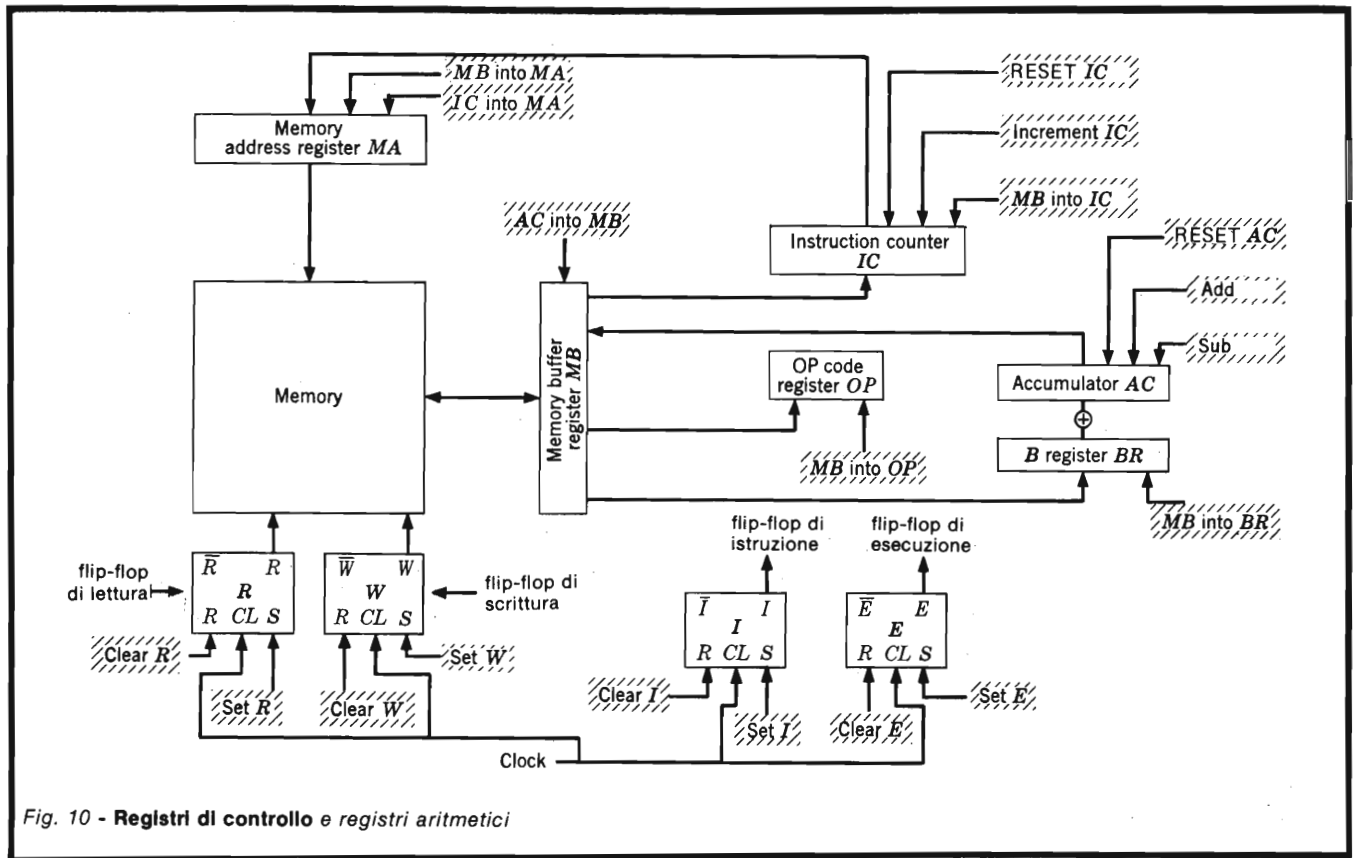 MB into MA
IC into MA
Memory
address register MA
RESET IC
Increment IC
MB into IC
AC into MB
Instruction counter
IC
RESET AC
Add
Sub
Memory
Memory buffer
register MB
OP code
register OP
MB into OP
Accumulator AC
B register BR
MB into BR
flip-flop
di lettura
R̅ R
R
R CL S
W̅ W
W
R CL S
flip-flop di
scrittura
flip-flop di
istruzione
flip-flop di
esecuzione
I̅ I
I
R CL S
E̅ E
E
R CL S
Clear R
Set R
Clear W
Set W
Clear I
Set I
Clear E
Set E
Clock
Fig. 10 - Registri di controllo e registri aritmetici